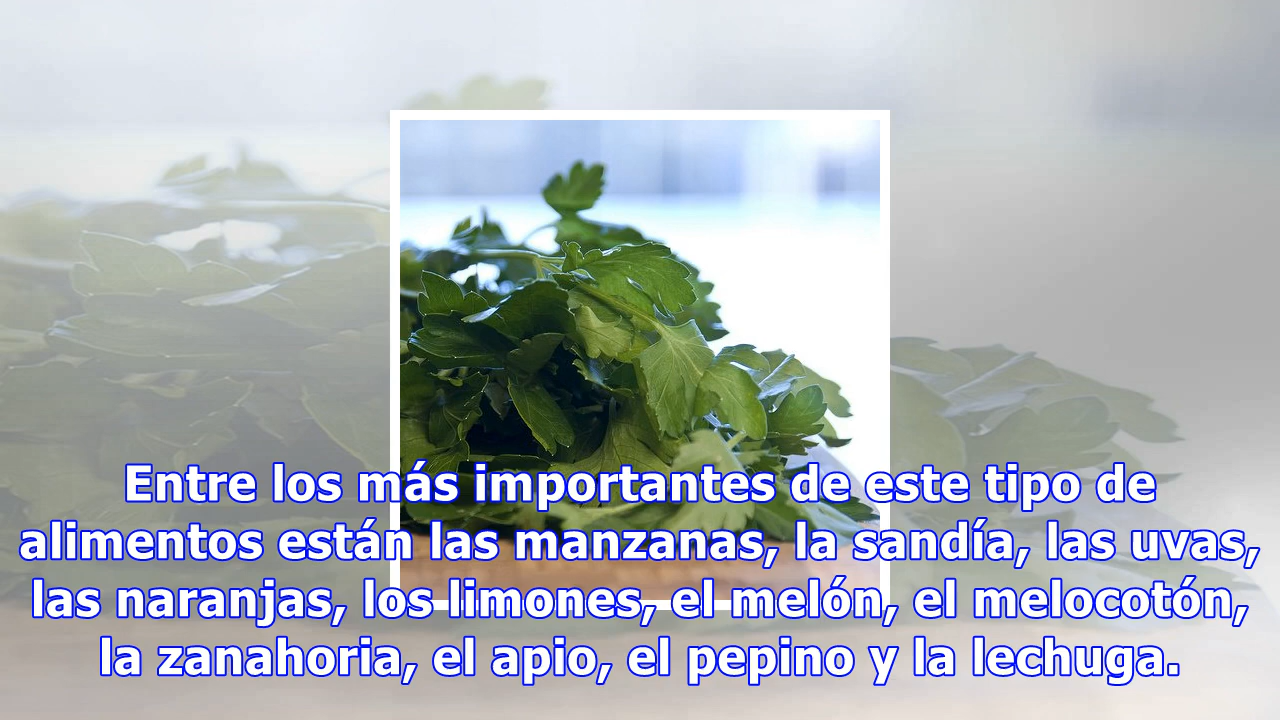 Entre los más importantes de este tipo de
alimentos están las manzanas, la sandía, las uvas,
las naranjas, los limones, el melón, el melocotón,
la zanahoria, el apio, el pepino y la lechuga.